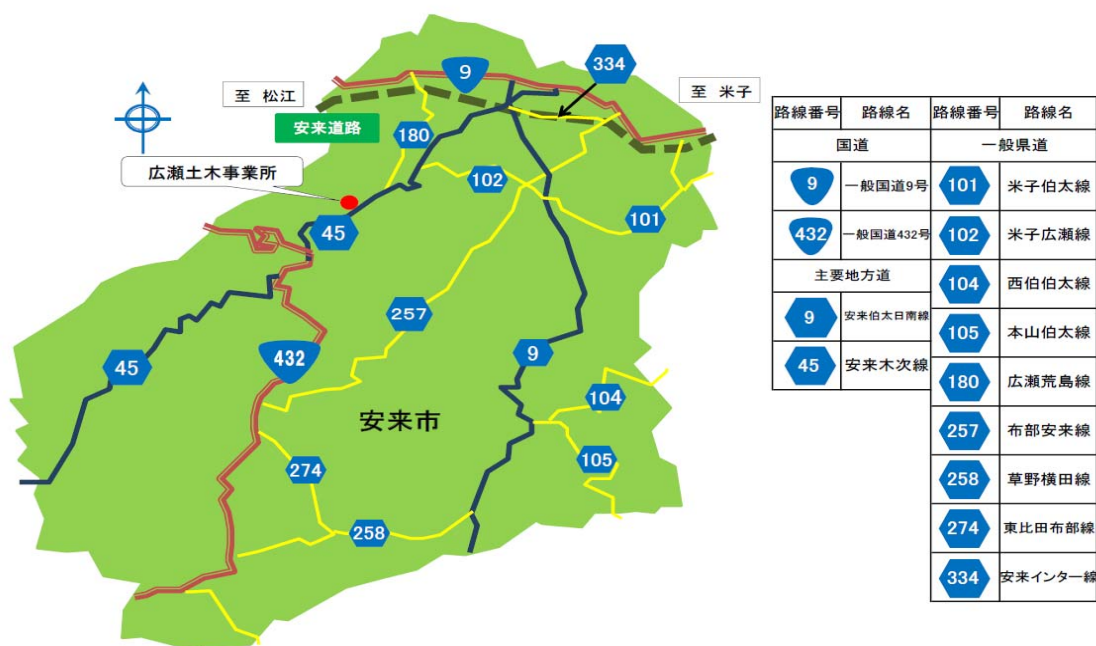 334
9
至 松江
至 米子
安来道路
180
広瀬土木事業所
102
101
45
257
432
9
45
安来市
104
105
274
258
路線番号 路線名 路線番号 路線名
国道 一般県道
9 一般国道9号 101 米子伯太線
432 一般国道432号 102 米子広瀬線
主要地方道 104 西伯伯太線
9 安来伯太日南線 105 本山伯太線
45 安来木次線 180 広瀬荒島線
257 布部安来線
258 草野横田線
274 東比田布部線
334 安来インター線